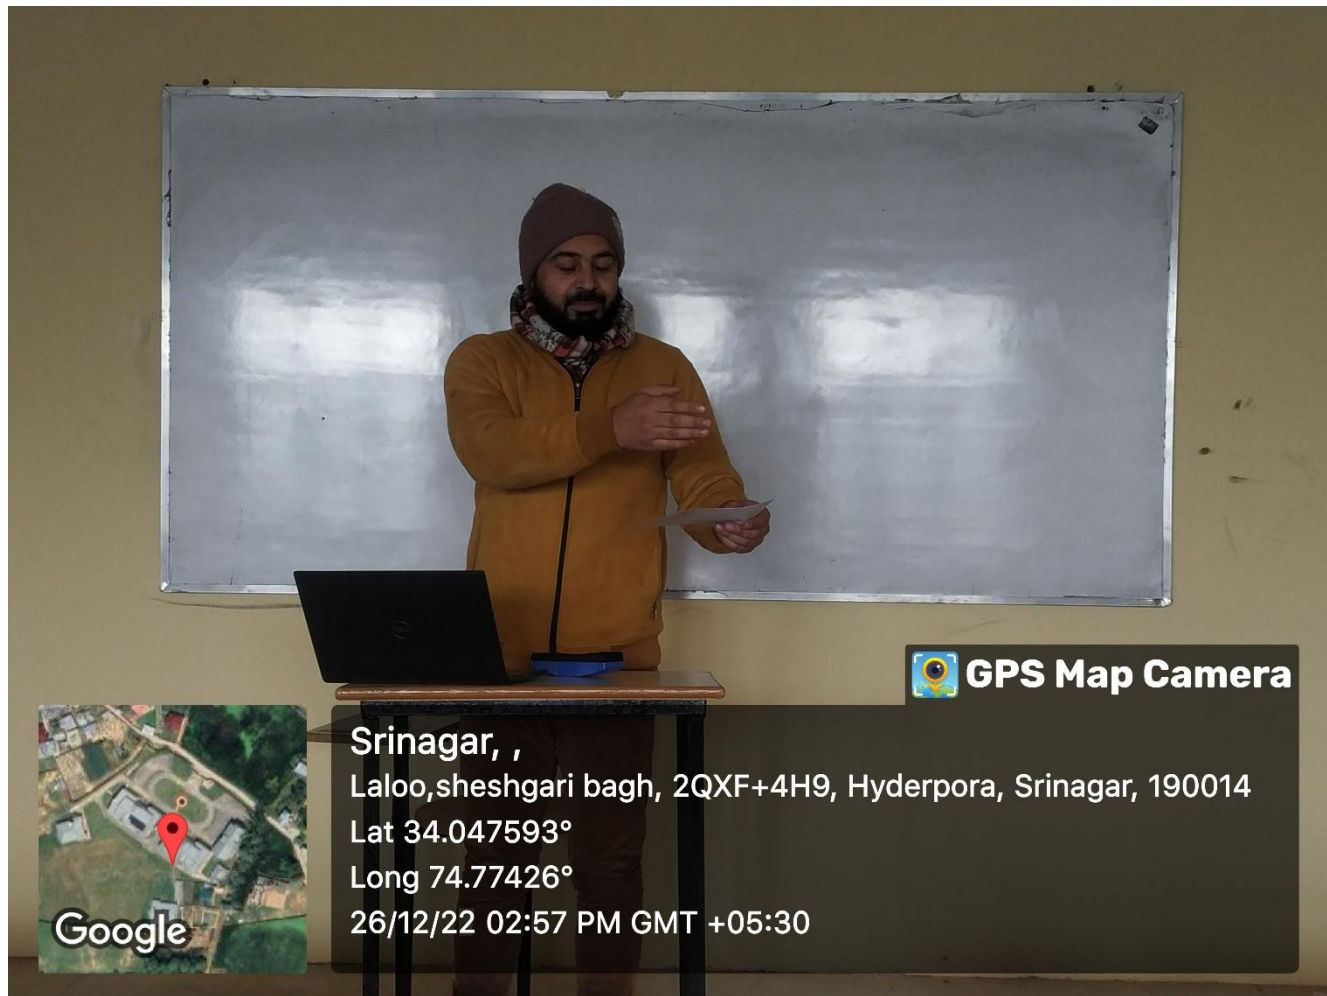 GPS Map Camera
Srinagar, ,
Laloo,sheshgari bagh, 2QXF+4H9, Hyderpora, Srinagar, 190014
Lat 34.047593°
Long 74.77426°
26/12/22 02:57 PM GMT +05:30
Google